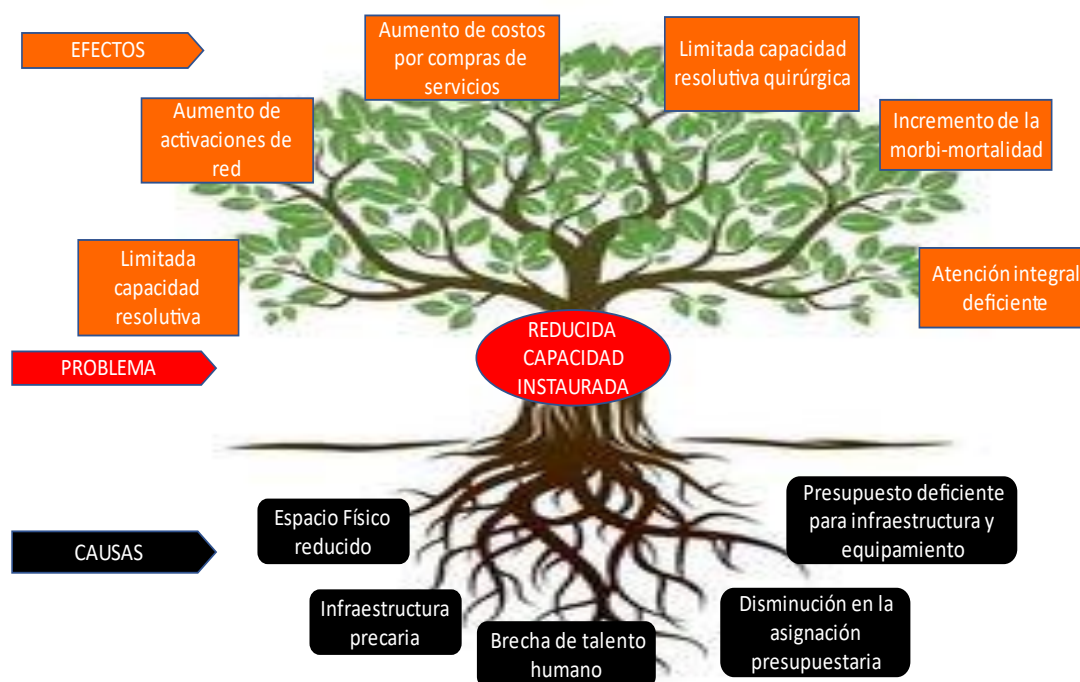 EFECTOS
Aumento de costos
por compras de
servicios
Limitada capacidad
resolutiva quirúrgica
Aumento de
activaciones de
red
Incremento de la
morbi-mortalidad
Limitada
capacidad
resolutiva
Atención integral
deficiente
PROBLEMA
REDUCIDA
CAPACIDAD
INSTAURADA
CAUSAS
Espacio Físico
reducido
Presupuesto deficiente
para infraestructura y
equipamiento
Infraestructura
precaria
Brecha de talento
humano
Disminución en la
asignación
presupuestaria